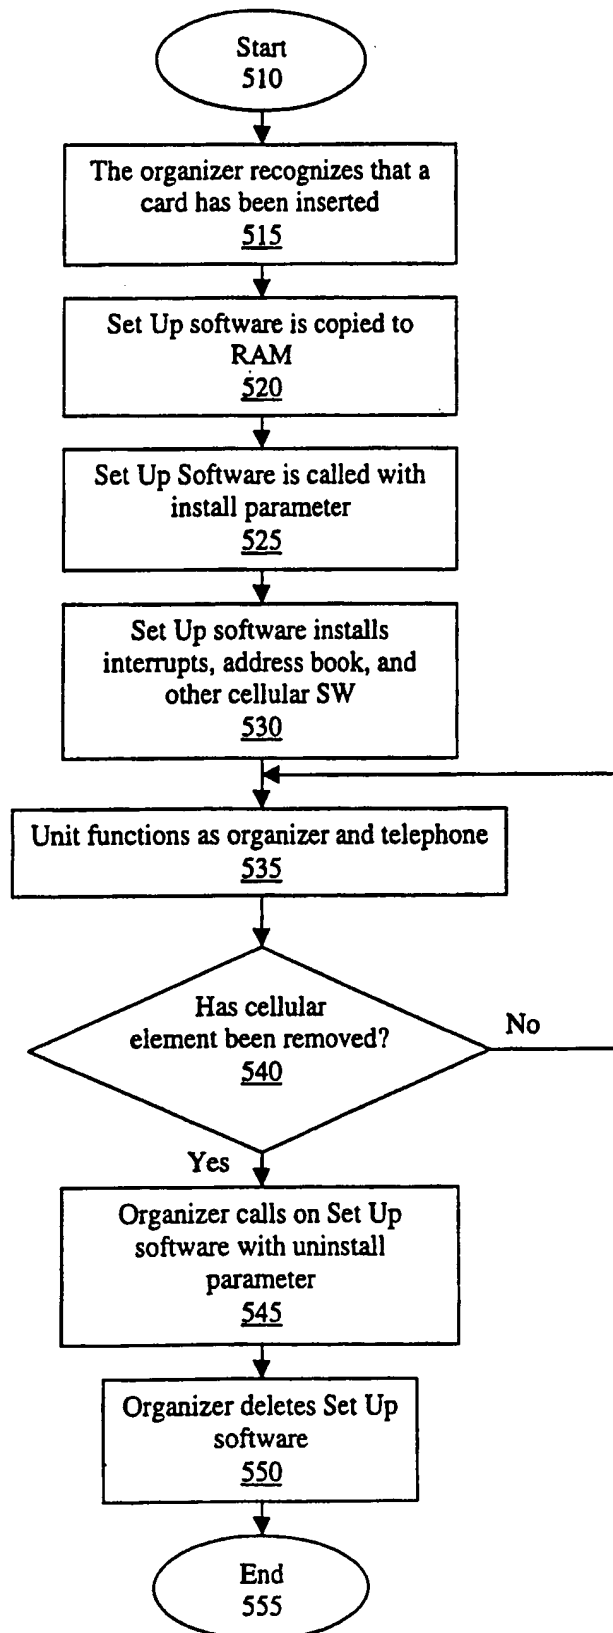 Start
510
The organizer recognizes that a
card has been inserted
515
Set Up software is copied to
RAM
520
Set Up Software is called with
install parameter
525
Set Up software installs
interrupts, address book, and
other cellular SW
530
Unit functions as organizer and telephone
535
Has cellular
element been removed?
540
No
Yes
Organizer calls on Set Up
software with uninstall
parameter
545
Organizer deletes Set Up
software
550
End
555